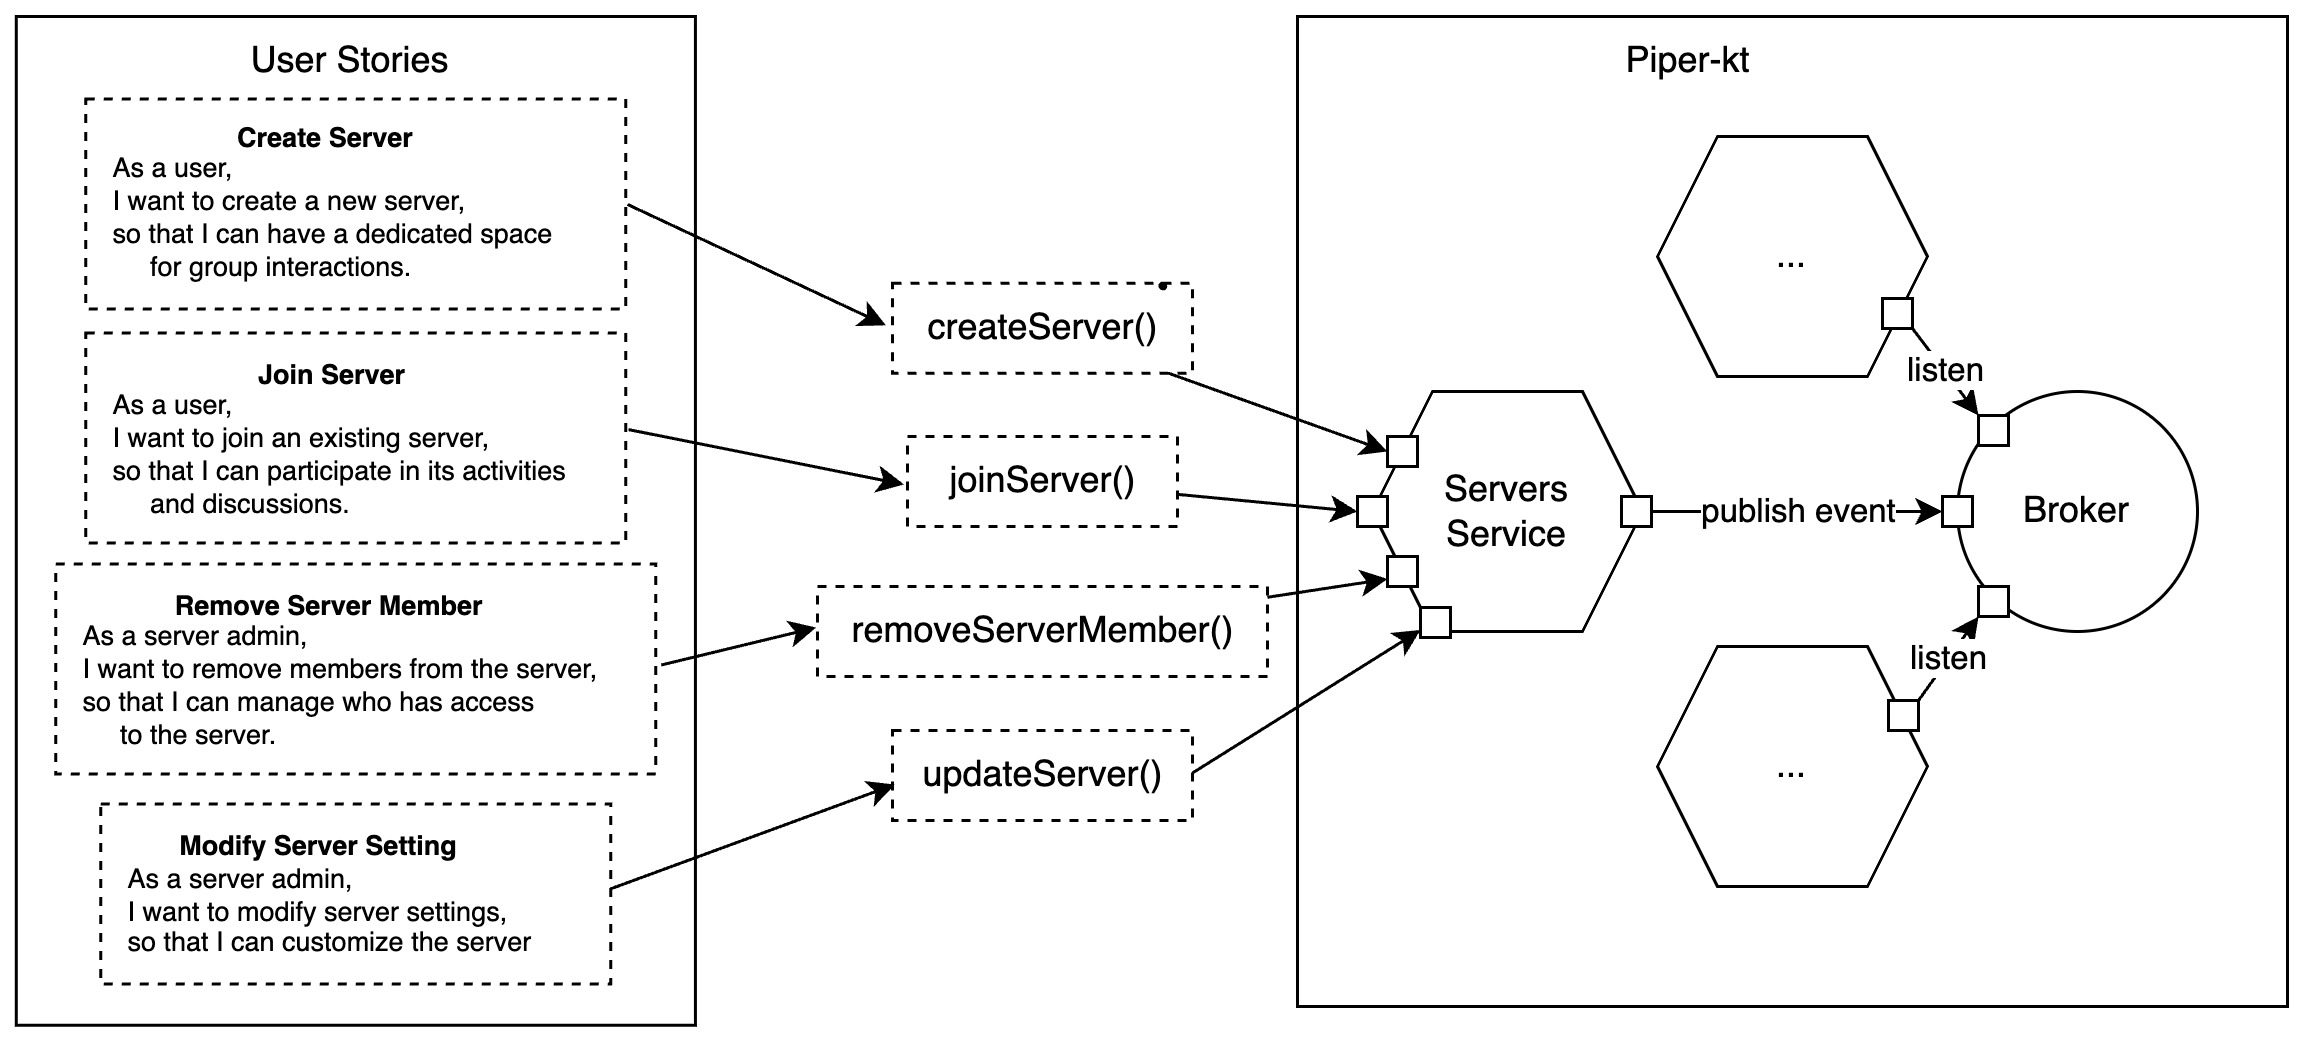 User Stories
Create Server
As a user,
I want to create a new server,
so that I can have a dedicated space
for group interactions.
Join Server
As a user,
I want to join an existing server,
so that I can participate in its activities
and discussions.
Remove Server Member
As a server admin,
I want to remove members from the server,
so that I can manage who has access
to the server.
Modify Server Setting
As a server admin,
I want to modify server settings,
so that I can customize the server
createServer()
joinServer()
removeServerMember()
updateServer()
Piper-kt
...
listen
Servers
Service
publish event
Broker
listen
...